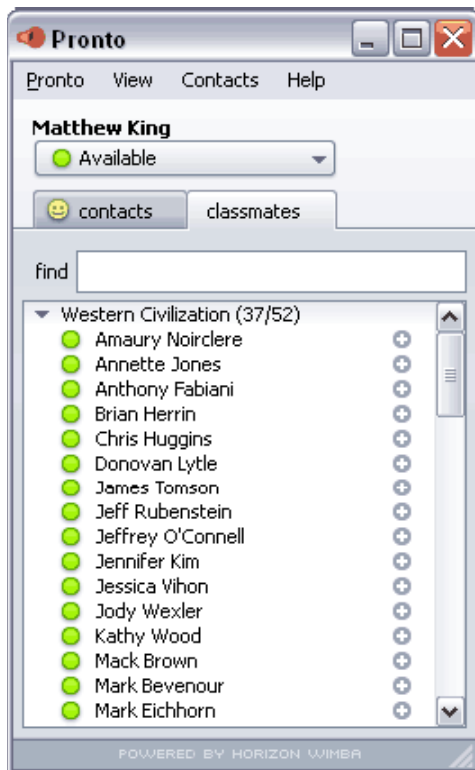 Pronto
Pronto View Contacts Help
Matthew King
Available
contacts classmates
find
Western Civilization (37/52)
Amaury Noirclere
Annette Jones
Anthony Fabiani
Brian Herrin
Chris Huggins
Donovan Lytle
James Tomson
Jeff Rubenstein
Jeffrey O'Connell
Jennifer Kim
Jessica Vihon
Jody Wexler
Kathy Wood
Mack Brown
Mark Bevenour
Mark Eichhorn
POWERED BY HORIZON WIMBA